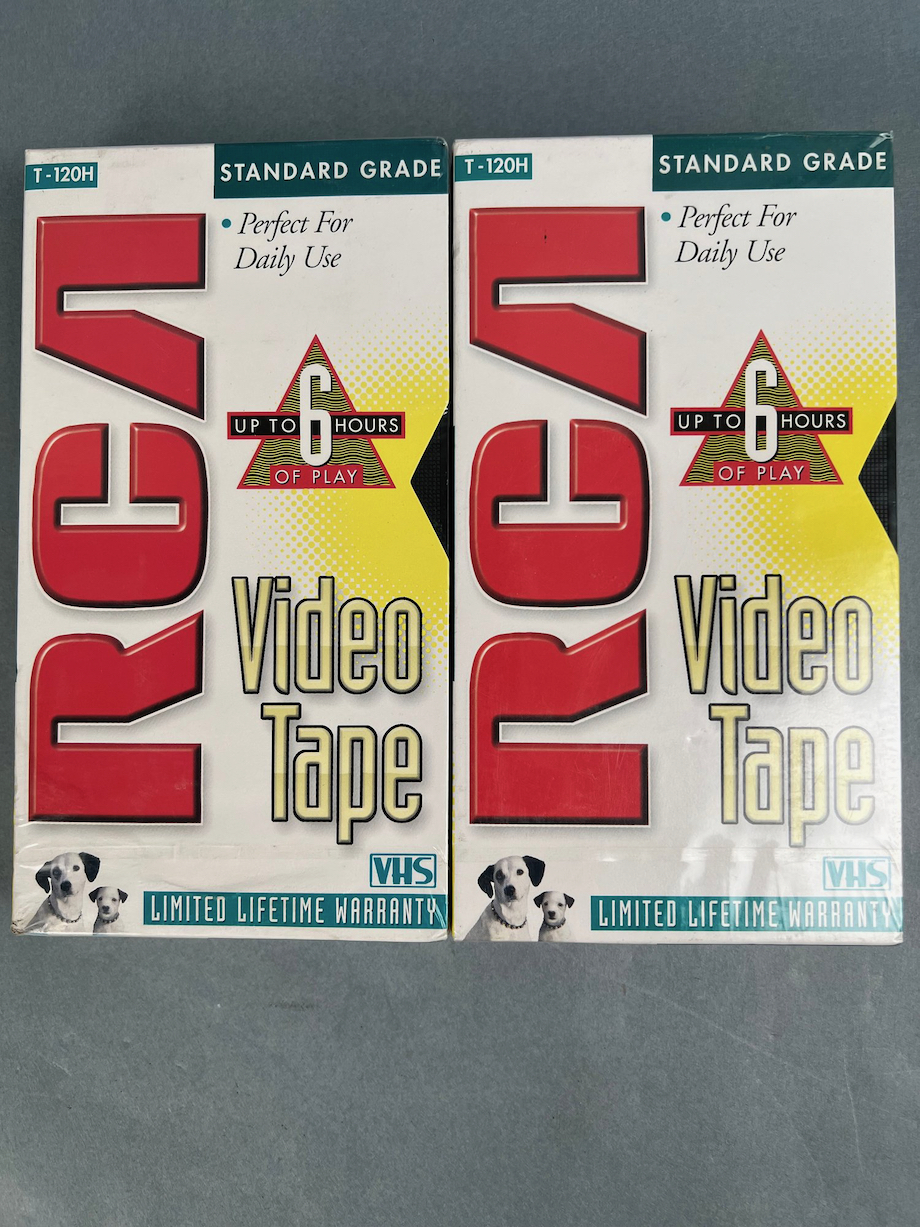 T-120H
STANDARD GRADE
• Perfect For
Daily Use
RCA
UP TO 6 HOURS
OF PLAY
Video
Tape
VHS
LIMITED LIFETIME WARRANTY
T-120H
STANDARD GRADE
• Perfect For
Daily Use
RCA
UP TO 6 HOURS
OF PLAY
Video
Tape
VHS
LIMITED LIFETIME WARRANTY